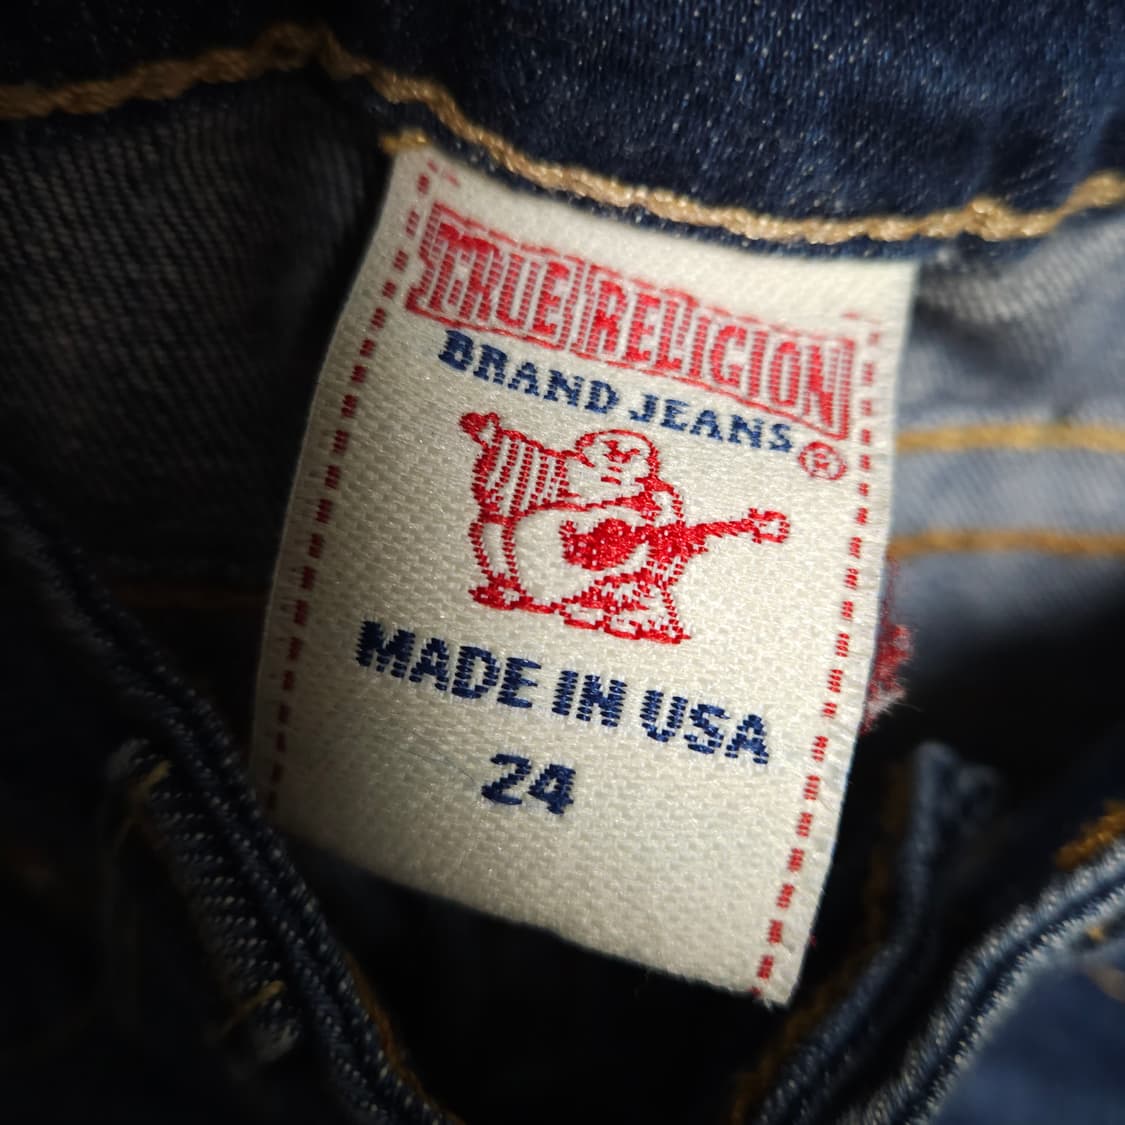 TRUE RELIGION
BRAND JEANS
®
MADE IN USA
24